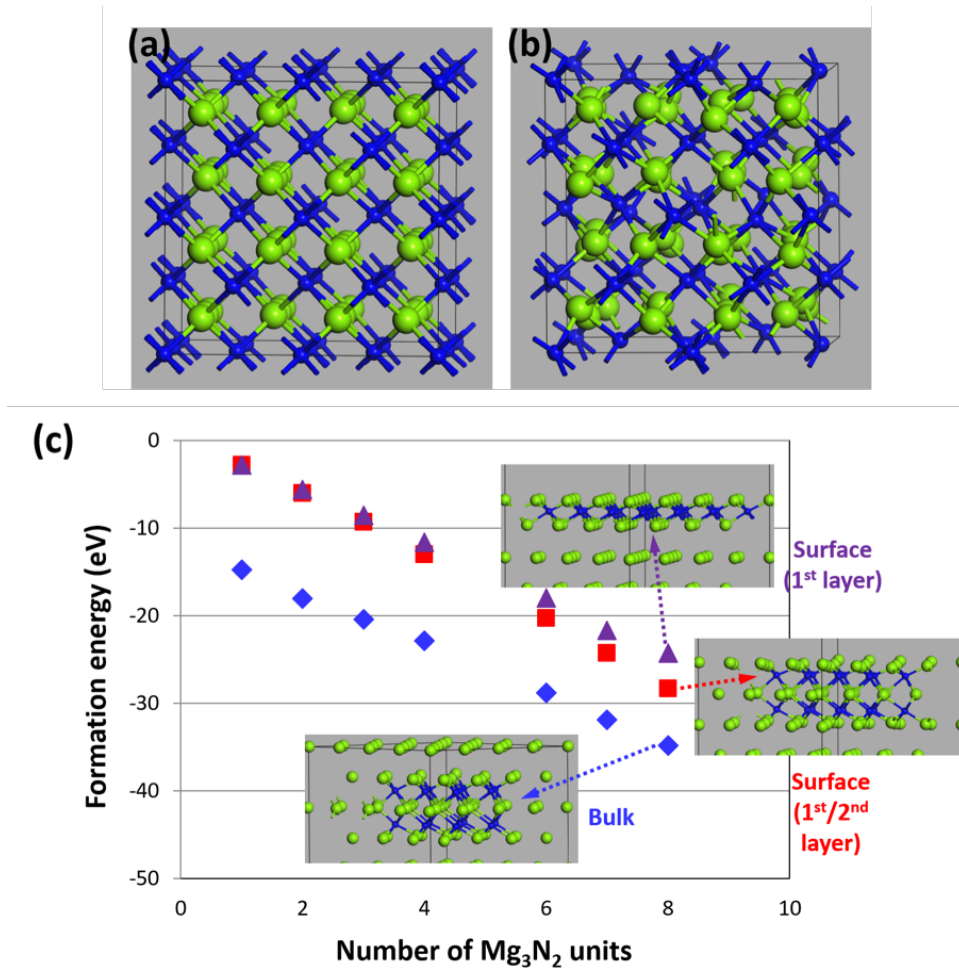 (a)
(b)
(c)
Formation energy (eV)
0
-10
-20
-30
-40
-50
0
2
4
6
8
10
Number of Mg₃N₂ units
Surface
(1ˢᵗ layer)
Surface
(1ˢᵗ/2ⁿᵈ
layer)
Bulk